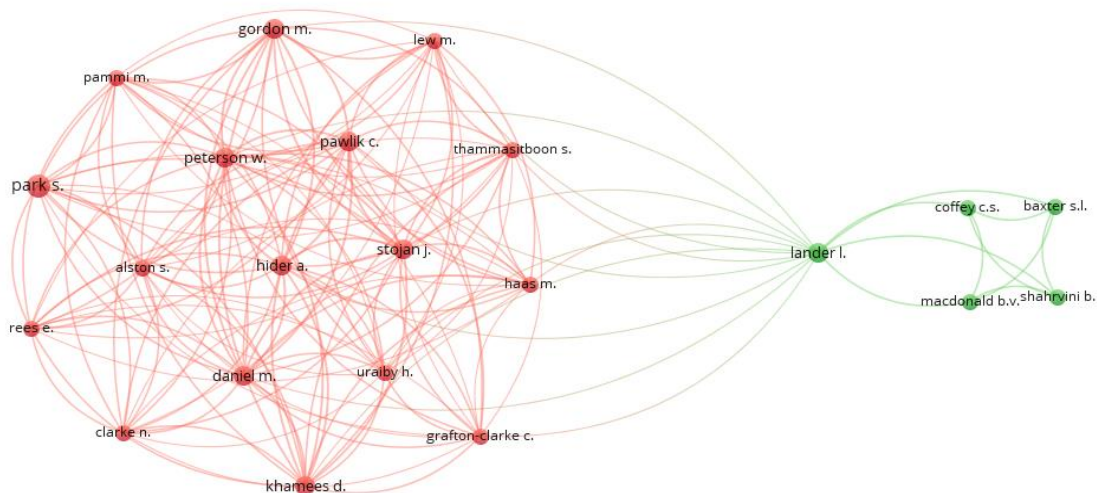 gordon m.
lew m.
pammi m.
pawlik c.
thammasitboon s.
peterson w.
park s.
coffey c.s.
baxter s.l.
stojan j.
lander l.
alston s.
hider a.
haas m.
macdonald b.v.
shahrvini b.
rees e.
daniel m.
uraiby h.
clarke n.
grafton-clarke c.
khamees d.